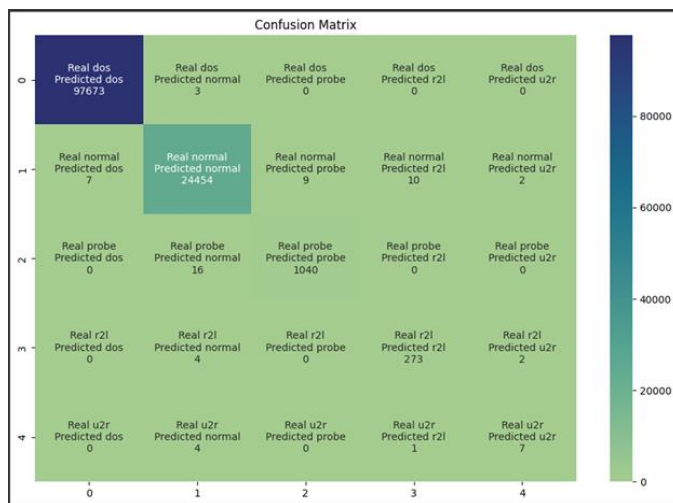 Confusion Matrix
Real dos
Predicted dos
97673
Real dos
Predicted normal
3
Real dos
Predicted probe
0
Real dos
Predicted r2l
0
Real dos
Predicted u2r
0
Real normal
Predicted dos
7
Real normal
Predicted normal
24454
Real normal
Predicted probe
9
Real normal
Predicted r2l
10
Real normal
Predicted u2r
2
Real probe
Predicted dos
0
Real probe
Predicted normal
16
Real probe
Predicted probe
1040
Real probe
Predicted r2l
0
Real probe
Predicted u2r
0
Real r2l
Predicted dos
0
Real r2l
Predicted normal
4
Real r2l
Predicted probe
0
Real r2l
Predicted r2l
273
Real r2l
Predicted u2r
2
Real u2r
Predicted dos
0
Real u2r
Predicted normal
4
Real u2r
Predicted probe
0
Real u2r
Predicted r2l
1
Real u2r
Predicted u2r
7
0
1
2
3
4
0 1 2 3 4
80000
60000
40000
20000
0